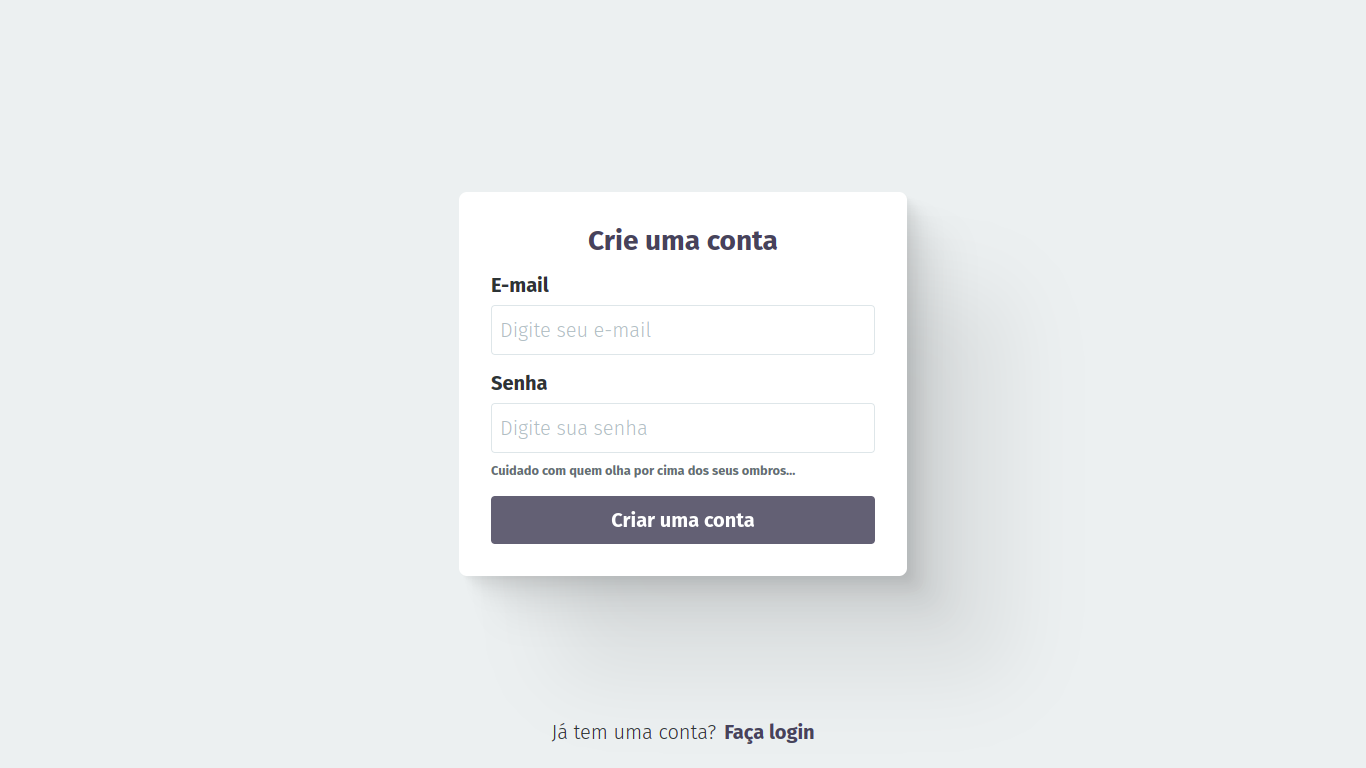 Crie uma conta
E-mail
Digite seu e-mail
Senha
Digite sua senha
Cuidado com quem olha por cima dos seus ombros...
Criar uma conta
Já tem uma conta? Faça login